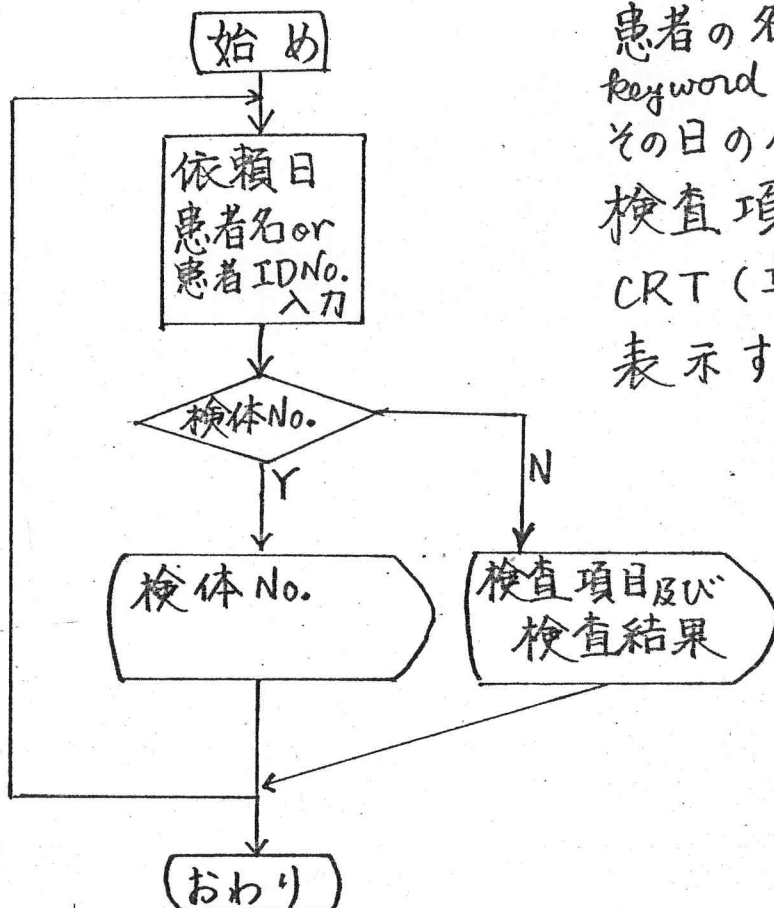 始め
依頼日
患者名or
患者IDNo.
入力
検体No.
Y
N
検体No.
検査項目及び
検査結果
おわり
患者の名
keyword
その日の
検査項
CRT(
表示す